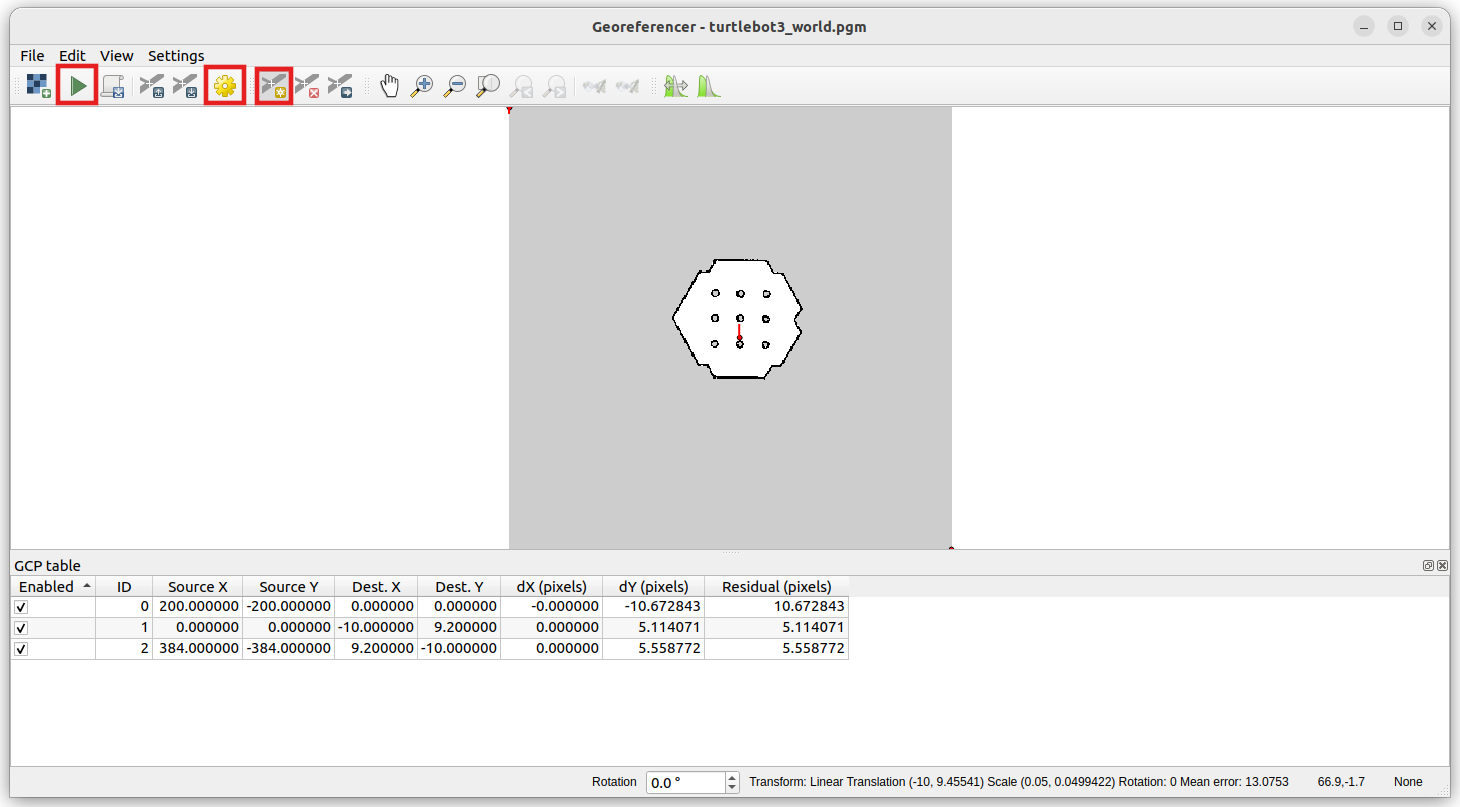 Georeferencer - turtlebot3_world.pgm
File Edit View Settings
GCP table
Enabled ID Source X Source Y Dest. X Dest. Y dX (pixels) dY (pixels) Residual (pixels)
0 200.000000 -200.000000 0.000000 0.000000 -0.000000 -10.672843 10.672843
1 0.000000 0.000000 -10.000000 9.200000 0.000000 5.114071 5.114071
2 384.000000 -384.000000 9.200000 -10.000000 0.000000 5.558772 5.558772
Rotation 0.0 ° Transform: Linear Translation (-10, 9.45541) Scale (0.05, 0.0499422) Rotation: 0 Mean error: 13.0753 66.9,-1.7 None